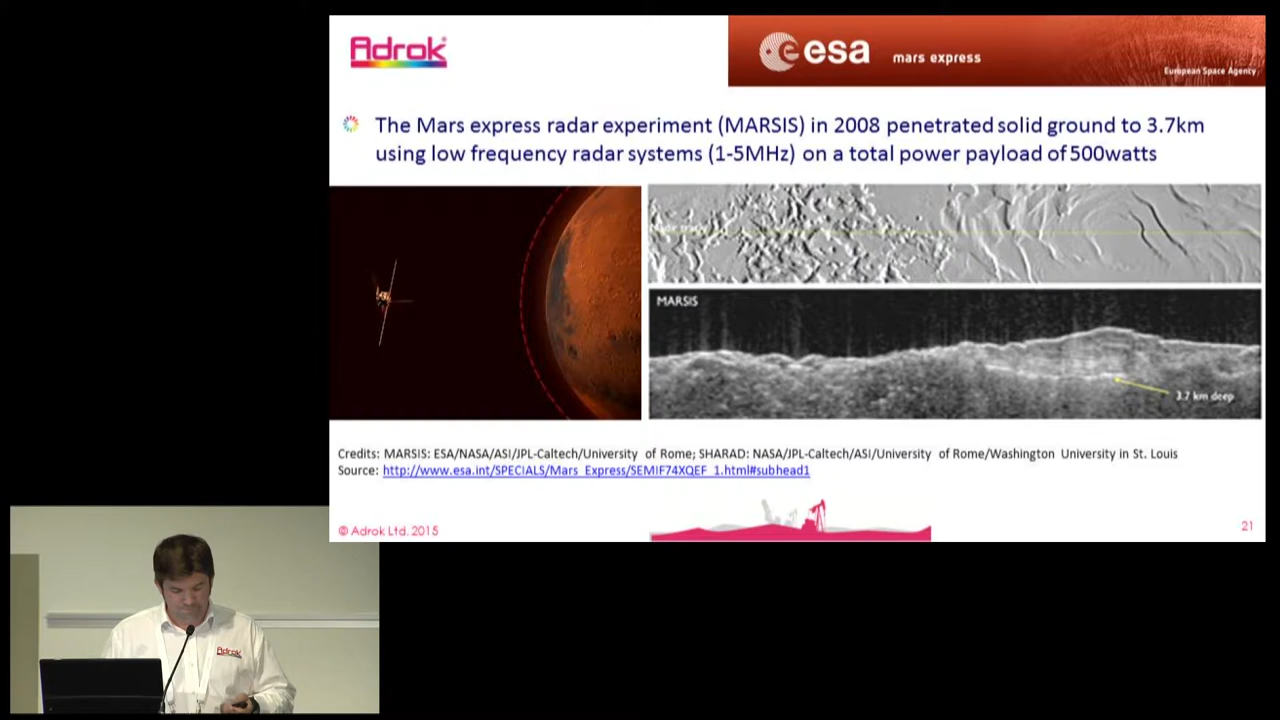 Adrok
esa mars express
European Space Agency
The Mars express radar experiment (MARSIS) in 2008 penetrated solid ground to 3.7km
using low frequency radar systems (1-5MHz) on a total power payload of 500watts
MARSIS
3.7 km deep
Credits: MARSIS: ESA/NASA/ASI/JPL-Caltech/University of Rome; SHARAD: NASA/JPL-Caltech/ASI/University of Rome/Washington University in St. Louis
Source: http://www.esa.int/SPECIALS/Mars_Express/SEMIF74XQEF_1.html#subhead1
© Adrok Ltd. 2015
21
Adrok